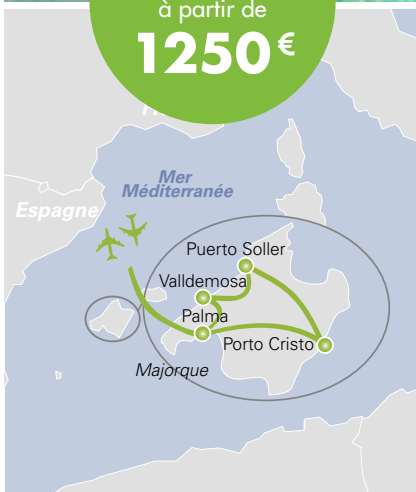 à partir de
1250 €
Mer
Méditerranée
Espagne
Puerto Soller
Valldemosa
Palma
Porto Cristo
Majorque